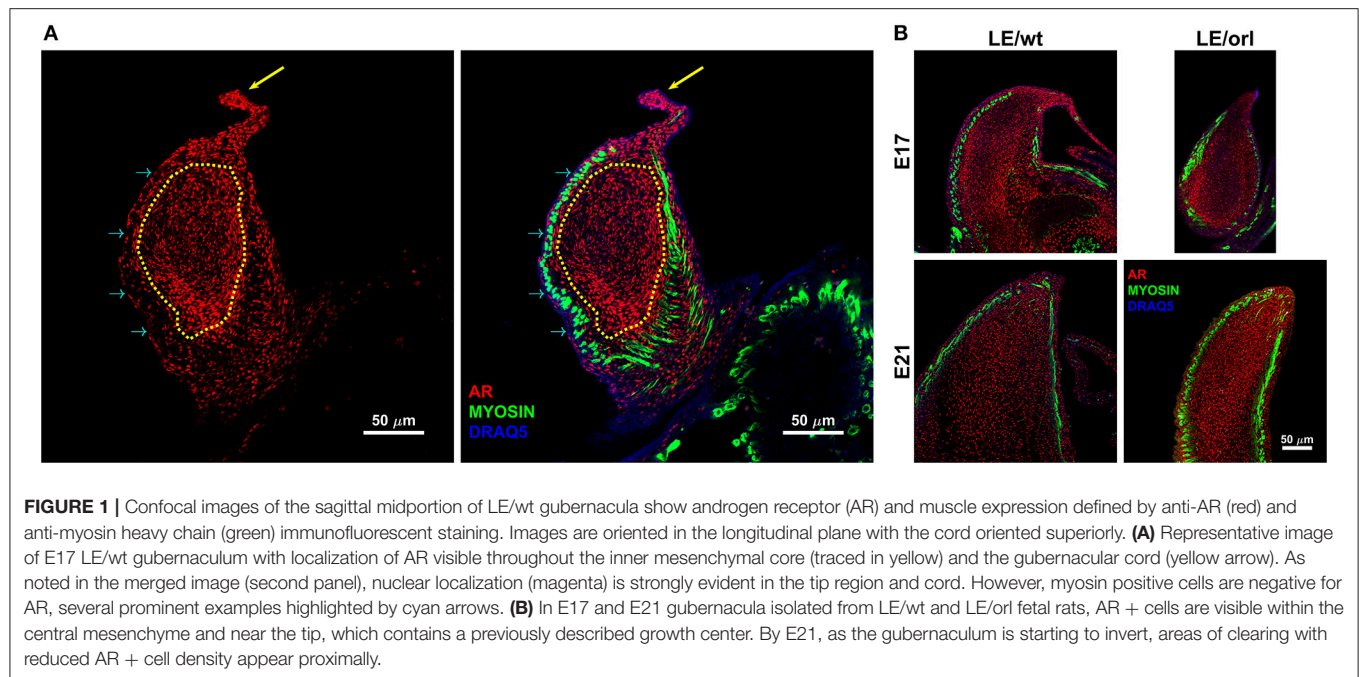 A
B
LE/wt
LE/orl
E17
E21
AR
MYOSIN
DRAQ5
50 μm
50 μm
AR
MYOSIN
DRAQ5
50 μm
FIGURE 1 | Confocal images of the sagittal midportion of LE/wt gubernacula show androgen receptor (AR) and muscle expression defined by anti-AR (red) and
anti-myosin heavy chain (green) immunofluorescent staining. Images are oriented in the longitudinal plane with the cord oriented superiorly. (A) Representative image
of E17 LE/wt gubernaculum with localization of AR visible throughout the inner mesenchymal core (traced in yellow) and the gubernacular cord (yellow arrow). As
noted in the merged image (second panel), nuclear localization (magenta) is strongly evident in the tip region and cord. However, myosin positive cells are negative for
AR, several prominent examples highlighted by cyan arrows. (B) In E17 and E21 gubernacula isolated from LE/wt and LE/orl fetal rats, AR + cells are visible within the
central mesenchyme and near the tip, which contains a previously described growth center. By E21, as the gubernaculum is starting to invert, areas of clearing with
reduced AR + cell density appear proximally.